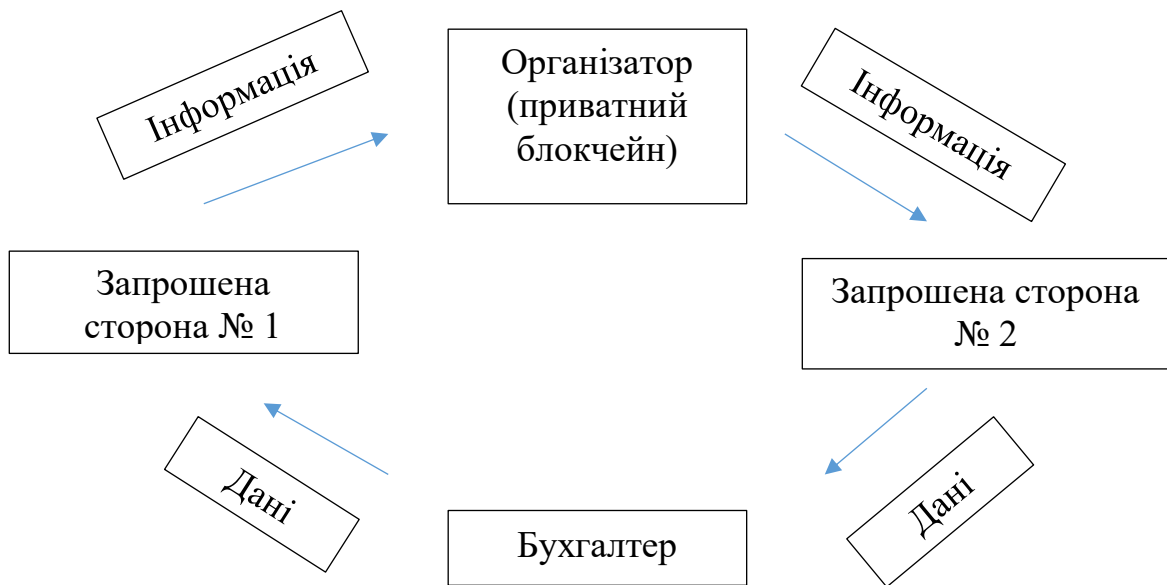 Інформація
Організатор
(приватний
блокчейн)
Інформація
Запрошена
сторона № 1
Запрошена сторона
№ 2
Дані
Бухгалтер
Дані